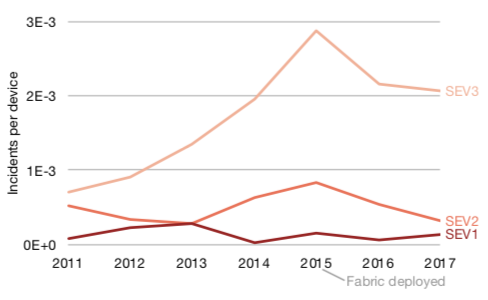 3E-3
2E-3
1E-3
0E+0
Incidents per device
SEV3
SEV2
SEV1
2011 2012 2013 2014 2015 2016 2017
Fabric deployed